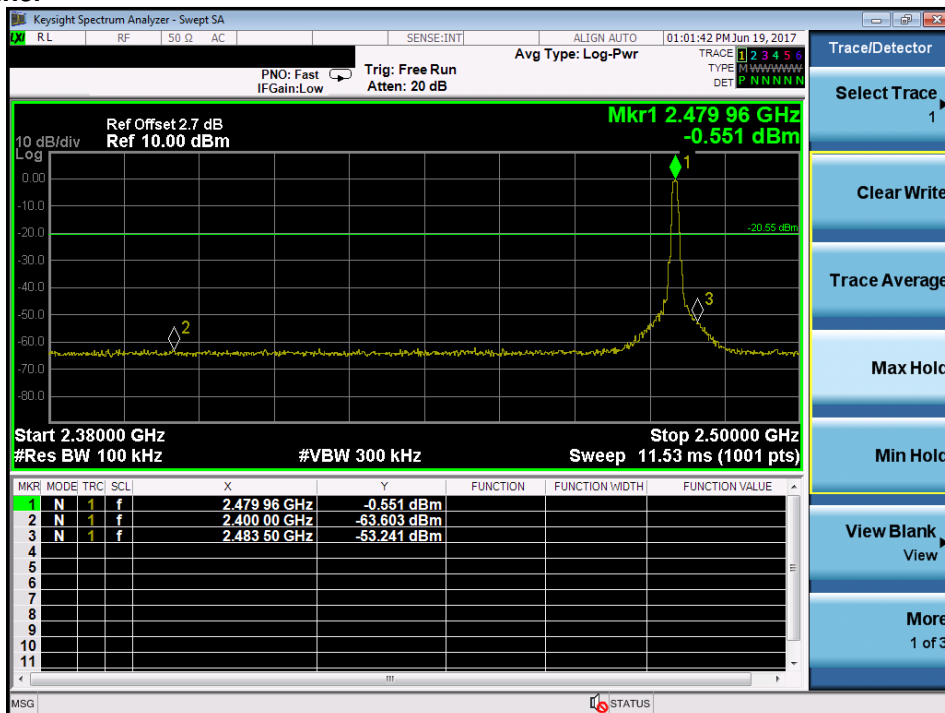 Keysight Spectrum Analyzer - Swept SA
LXI RL RF 50 Ω AC SENSE:INT ALIGN AUTO 01:01:42 PM Jun 19, 2017
PNO: Fast Trig: Free Run Avg Type: Log-Pwr TRACE 1 2 3 4 5 6
TYPE M WWWWW
IFGain:Low Atten: 20 dB DET P N N N N N
Trace/Detector
Select Trace
1
Clear Write
Trace Average
Max Hold
Min Hold
View Blank
View
More
1 of 3
Mkr1 2.479 96 GHz
-0.551 dBm
Ref Offset 2.7 dB
10 dB/div Ref 10.00 dBm
Log
0.00
-10.0
-20.0
-30.0
-40.0
-50.0
-60.0
-70.0
-80.0
1
-20.55 dBm
2
3
Start 2.38000 GHz Stop 2.50000 GHz
#Res BW 100 kHz #VBW 300 kHz Sweep 11.53 ms (1001 pts)
MKR MODE TRC SCL X Y FUNCTION FUNCTION WIDTH FUNCTION VALUE
1 N 1 f 2.479 96 GHz -0.551 dBm
2 N 1 f 2.400 00 GHz -63.603 dBm
3 N 1 f 2.483 50 GHz -53.241 dBm
4
5
6
7
8
9
10
11
MSG STATUS